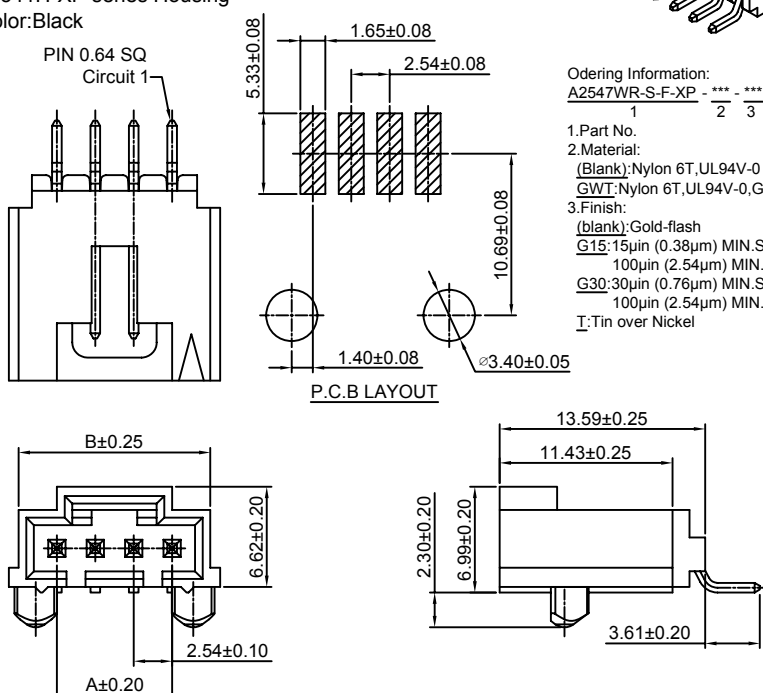 Color:Black
PIN 0.64 SQ
Circuit 1
5.33±0.08
1.65±0.08
2.54±0.08
10.69±0.08
1.40±0.08
⌀3.40±0.05
P.C.B LAYOUT
Odering Information:
A2547WR-S-F-XP - *** - ***
1 2 3
1.Part No.
2.Material:
(Blank):Nylon 6T,UL94V-0
GWT:Nylon 6T,UL94V-0,G
3.Finish:
(blank):Gold-flash
G15:15µin (0.38µm) MIN.S
100µin (2.54µm) MIN.
G30:30µin (0.76µm) MIN.S
100µin (2.54µm) MIN.
T:Tin over Nickel
B±0.25
6.62±0.20
2.54±0.10
A±0.20
13.59±0.25
11.43±0.25
2.30±0.20
6.99±0.20
3.61±0.20